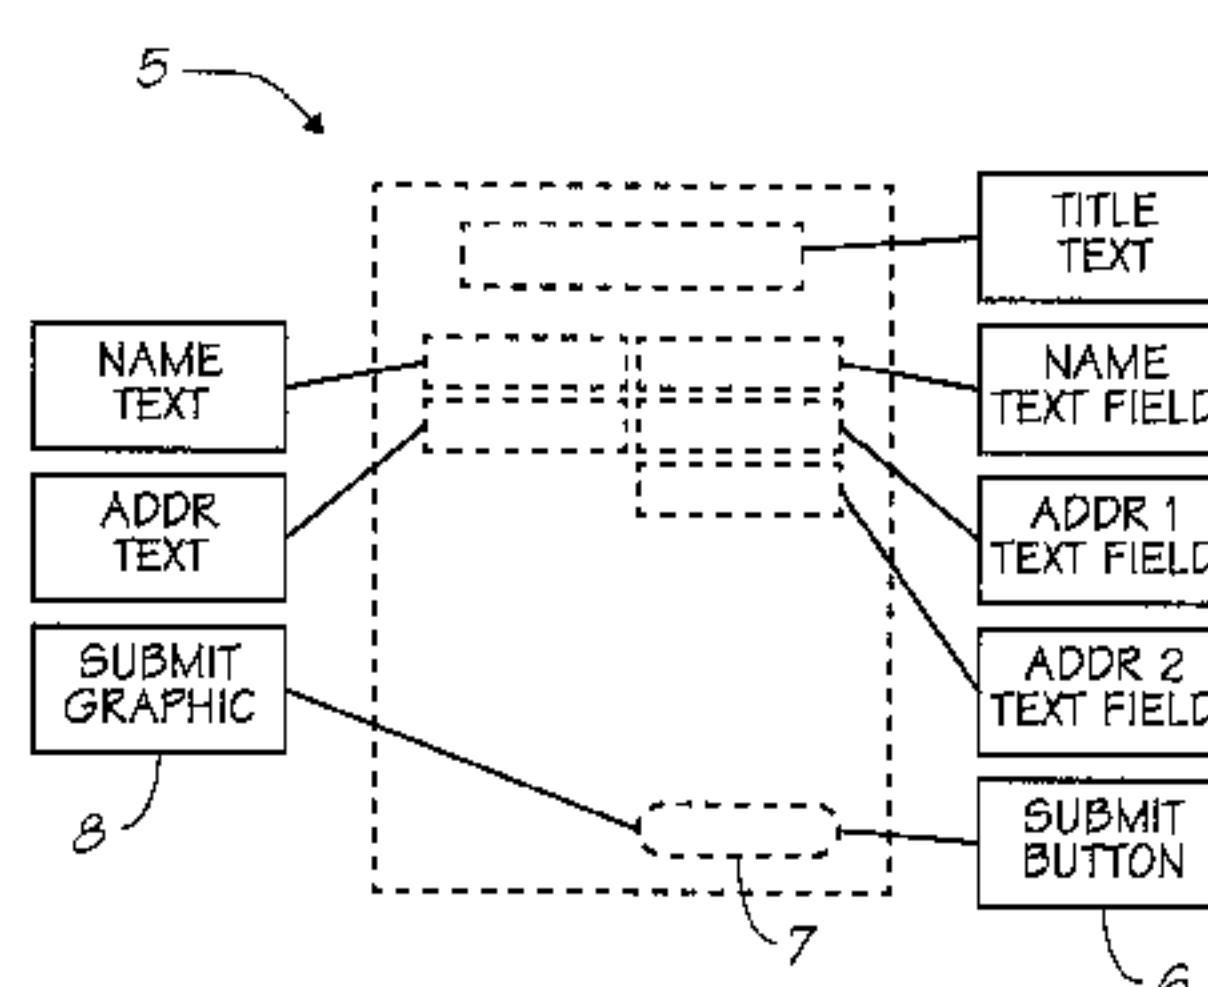 5
TITLE
TEXT
NAME
TEXT
NAME
TEXT FIELD
ADDR
TEXT
ADDR 1
TEXT FIELD
SUBMIT
GRAPHIC
ADDR 2
TEXT FIELD
8
SUBMIT
BUTTON
7
6